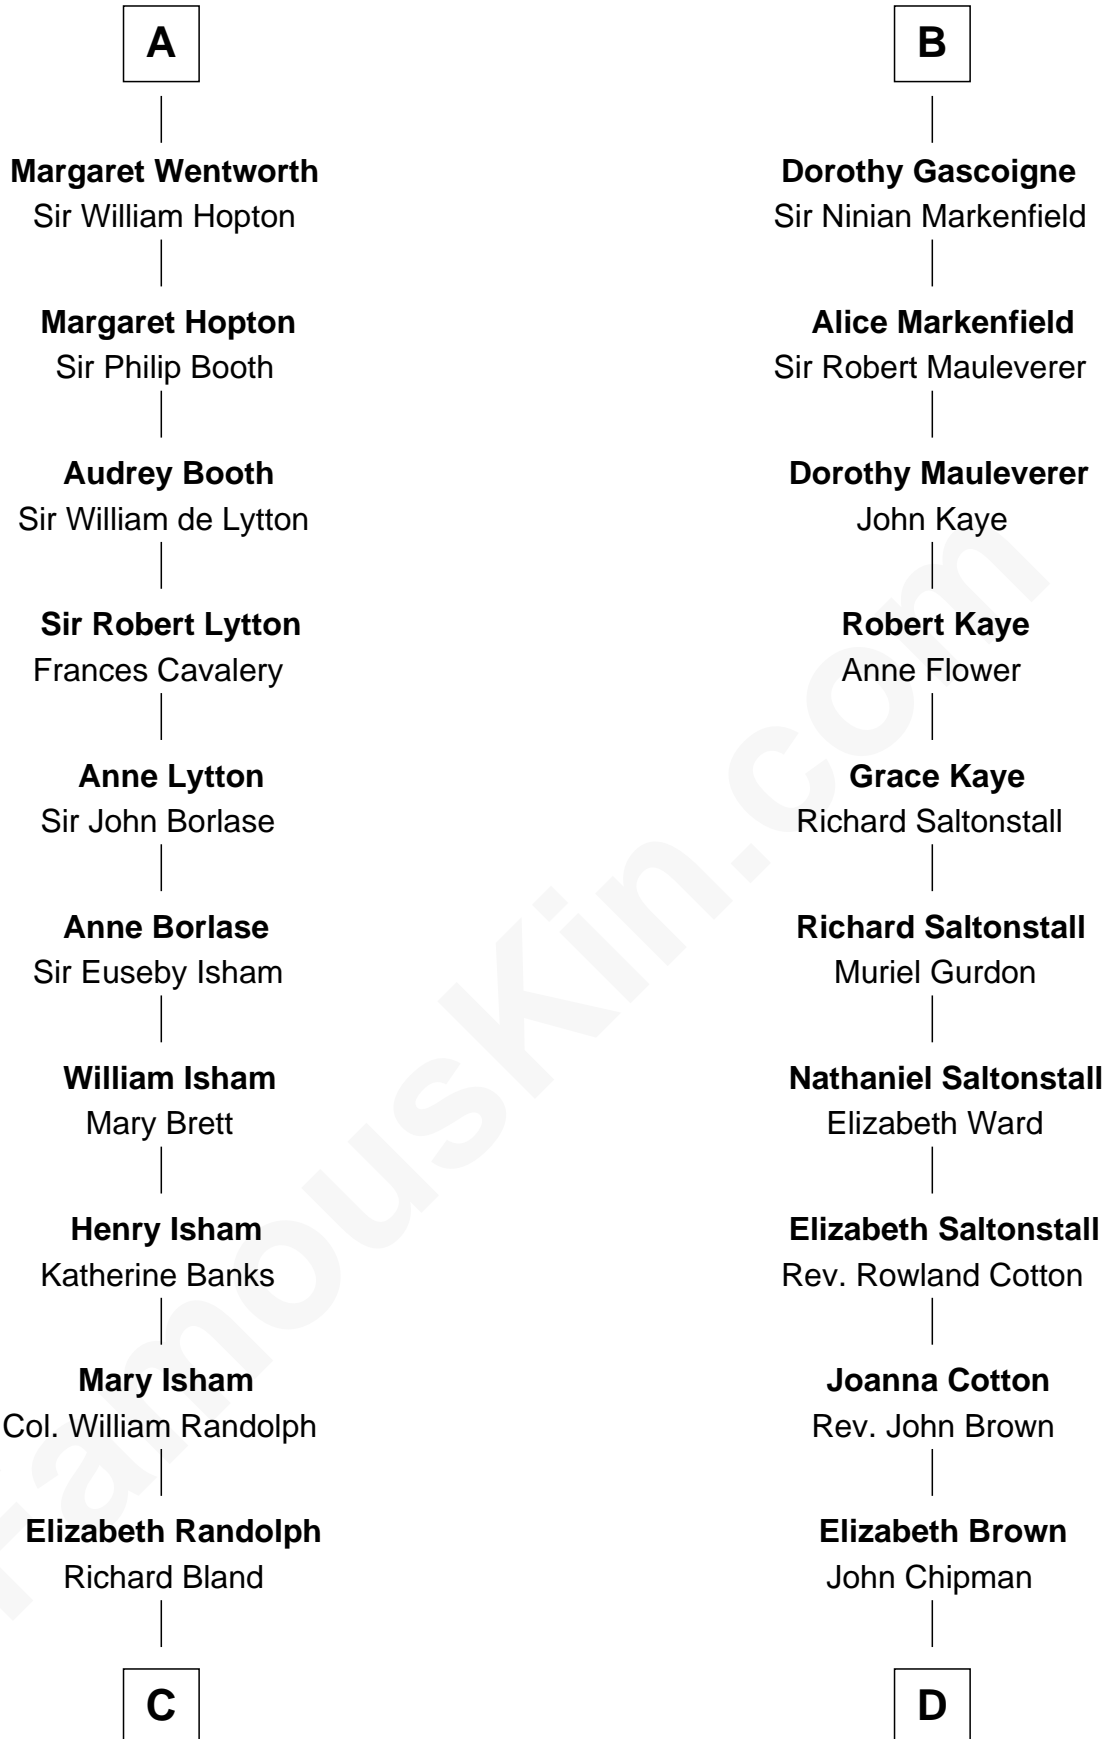 A
Margaret Wentworth
Sir William Hopton
Margaret Hopton
Sir Philip Booth
Audrey Booth
Sir William de Lytton
Sir Robert Lytton
Frances Cavalery
Anne Lytton
Sir John Borlase
Anne Borlase
Sir Euseby Isham
William Isham
Mary Brett
Henry Isham
Katherine Banks
Mary Isham
Col. William Randolph
Elizabeth Randolph
Richard Bland
C
B
Dorothy Gascoigne
Sir Ninian Markenfield
Alice Markenfield
Sir Robert Mauleverer
Dorothy Mauleverer
John Kaye
Robert Kaye
Anne Flower
Grace Kaye
Richard Saltonstall
Richard Saltonstall
Muriel Gurdon
Nathaniel Saltonstall
Elizabeth Ward
Elizabeth Saltonstall
Rev. Rowland Cotton
Joanna Cotton
Rev. John Brown
Elizabeth Brown
John Chipman
D
FamousKin.com